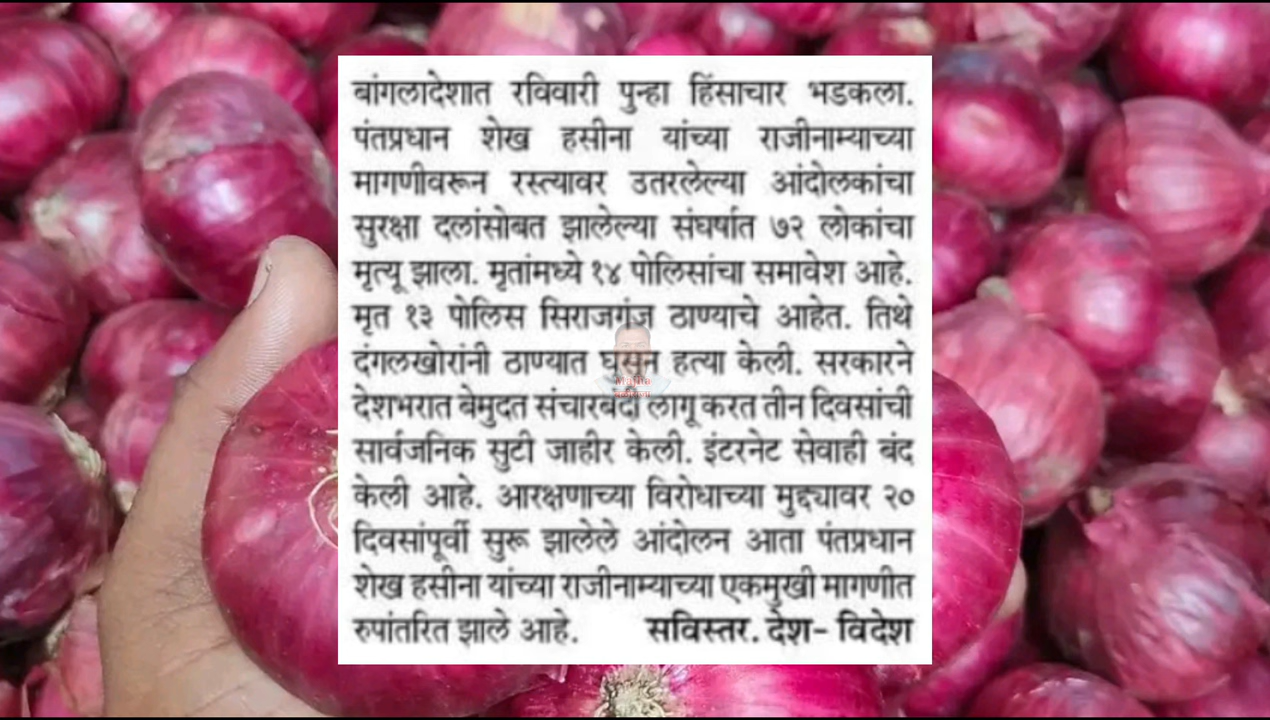 बांगलादेशात रविवारी पुन्हा हिंसाचार भडकला.
पंतप्रधान शेख हसीना यांच्या राजीनाम्याच्या
मागणीवरून रस्त्यावर उतरलेल्या आंदोलकांचा
सुरक्षा दलांसोबत झालेल्या संघर्षात ७२ लोकांचा
मृत्यू झाला. मृतांमध्ये १४ पोलिसांचा समावेश आहे.
मृत १३ पोलिस सिराजगंज ठाण्याचे आहेत. तिथे
दंगलखोरांनी ठाण्यात घुसून हत्या केली. सरकारने
Majha
देशभरात बेमुदत संचारबंदी लागू करत तीन दिवसांची
सार्वजनिक सुटी जाहीर केली. इंटरनेट सेवाही बंद
केली आहे. आरक्षणाच्या विरोधाच्या मुद्द्यावर २०
दिवसांपूर्वी सुरू झालेले आंदोलन आता पंतप्रधान
शेख हसीना यांच्या राजीनाम्याच्या एकमुखी मागणीत
रुपांतरित झाले आहे. सविस्तर. देश- विदेश